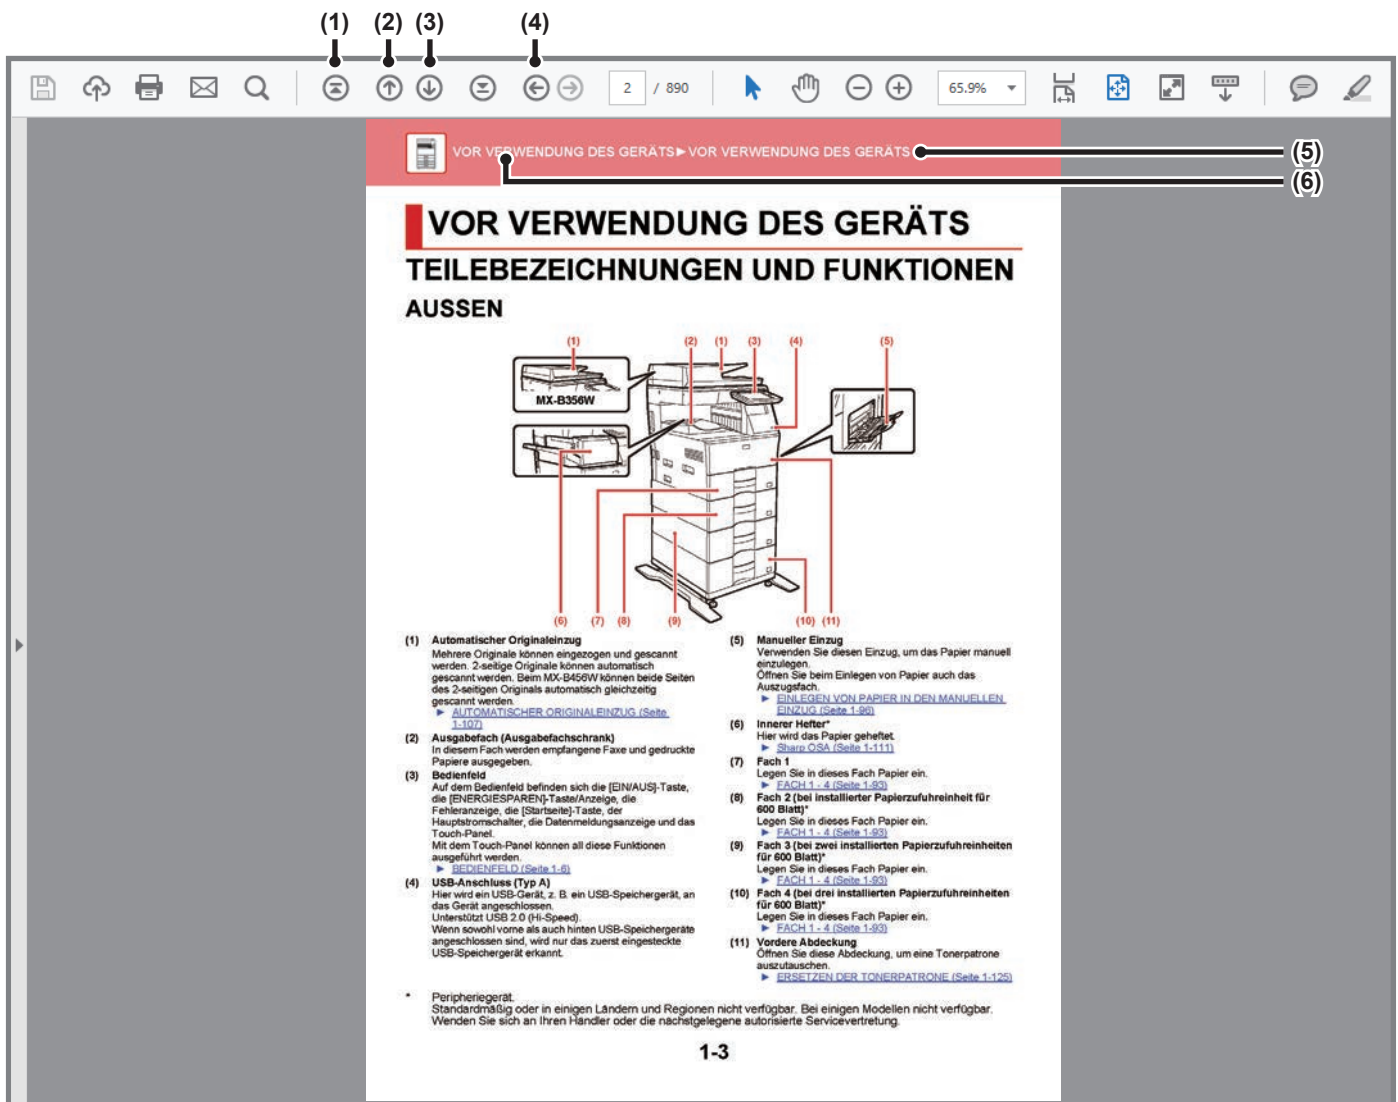 (1) (2) (3) (4)
2 / 890 65.9%
VOR VERWENDUNG DES GERÄTS►VOR VERWENDUNG DES GERÄTS
(5)
(6)
VOR VERWENDUNG DES GERÄTS
TEILEBEZEICHNUNGEN UND FUNKTIONEN
AUSSEN
(1) (2) (1) (3) (4) (5)
MX-B356W
(6) (7) (8) (9) (10) (11)
(1) Automatischer Originaleinzug
Mehrere Originale können eingezogen und gescannt
werden. 2-seitige Originale können automatisch
gescannt werden. Beim MX-B456W können beide Seiten
des 2-seitigen Originals automatisch gleichzeitig
gescannt werden.
► AUTOMATISCHER ORIGINALEINZUG (Seite
1-107)
(2) Ausgabefach (Ausgabefachschrank)
In diesem Fach werden empfangene Faxe und gedruckte
Papiere ausgegeben.
(3) Bedienfeld
Auf dem Bedienfeld befinden sich die [EIN/AUS]-Taste,
die [ENERGIESPAREN]-Taste/Anzeige, die
Fehleranzeige, die [Startseite]-Taste, der
Hauptstromschalter, die Datenmeldungsanzeige und das
Touch-Panel.
Mit dem Touch-Panel können all diese Funktionen
ausgeführt werden.
► BEDIENFELD (Seite 1-6)
(4) USB-Anschluss (Typ A)
Hier wird ein USB-Gerät, z. B. ein USB-Speichergerät, an
das Gerät angeschlossen.
Unterstützt USB 2.0 (Hi-Speed).
Wenn sowohl vorne als auch hinten USB-Speichergeräte
angeschlossen sind, wird nur das zuerst eingesteckte
USB-Speichergerät erkannt.
(5) Manueller Einzug
Verwenden Sie diesen Einzug, um das Papier manuell
einzulegen.
Öffnen Sie beim Einlegen von Papier auch das
Auszugsfach.
► EINLEGEN VON PAPIER IN DEN MANUELLEN
EINZUG (Seite 1-96)
(6) Innerer Hefter*
Hier wird das Papier geheftet.
► Sharp OSA (Seite 1-111)
(7) Fach 1
Legen Sie in dieses Fach Papier ein.
► FACH 1 - 4 (Seite 1-93)
(8) Fach 2 (bei installierter Papierzufuhreinheit für
600 Blatt)*
Legen Sie in dieses Fach Papier ein.
► FACH 1 - 4 (Seite 1-93)
(9) Fach 3 (bei zwei installierten Papierzufuhreinheiten
für 600 Blatt)*
Legen Sie in dieses Fach Papier ein.
► FACH 1 - 4 (Seite 1-93)
(10) Fach 4 (bei drei installierten Papierzufuhreinheiten
für 600 Blatt)*
Legen Sie in dieses Fach Papier ein.
► FACH 1 - 4 (Seite 1-93)
(11) Vordere Abdeckung
Öffnen Sie diese Abdeckung, um eine Tonerpatrone
auszutauschen.
► ERSETZEN DER TONERPATRONE (Seite 1-125)
* Peripheriegerät.
Standardmäßig oder in einigen Ländern und Regionen nicht verfügbar. Bei einigen Modellen nicht verfügbar.
Wenden Sie sich an Ihren Händler oder die nächstgelegene autorisierte Servicevertretung.
1-3